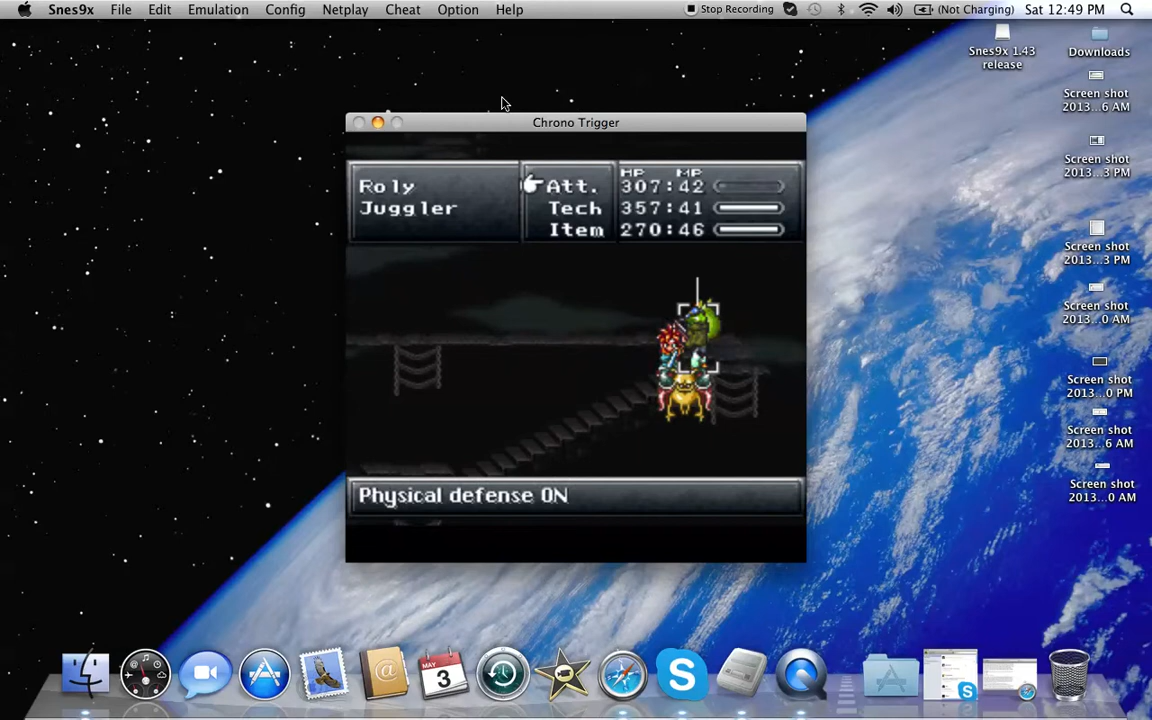 Snes9x File Edit Emulation Config Netplay Cheat Option Help Stop Recording (Not Charging) Sat 12:49 PM
Snes9x 1.43
release
Downloads
Screen shot
2013...6 AM
Screen shot
2013...3 PM
Screen shot
2013...3 PM
Screen shot
2013...0 AM
Screen shot
2013...0 PM
Screen shot
2013...6 AM
Screen shot
2013...0 AM
Chrono Trigger
HP MP
Roly Att. 307:42
Juggler Tech 357:41
Item 270:46
Physical defense ON
MAY
3